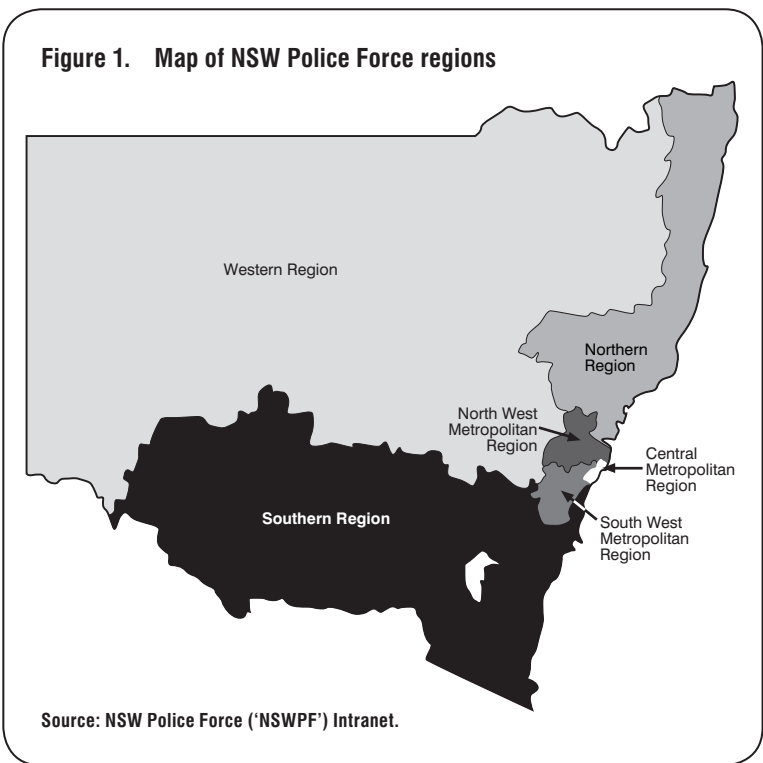 Figure 1. Map of NSW Police Force regions
Western Region
Northern
Region
North West
Metropolitan
Region
Central
Metropolitan
Region
Southern Region
South West
Metropolitan
Region
Source: NSW Police Force (‘NSWPF’) Intranet.